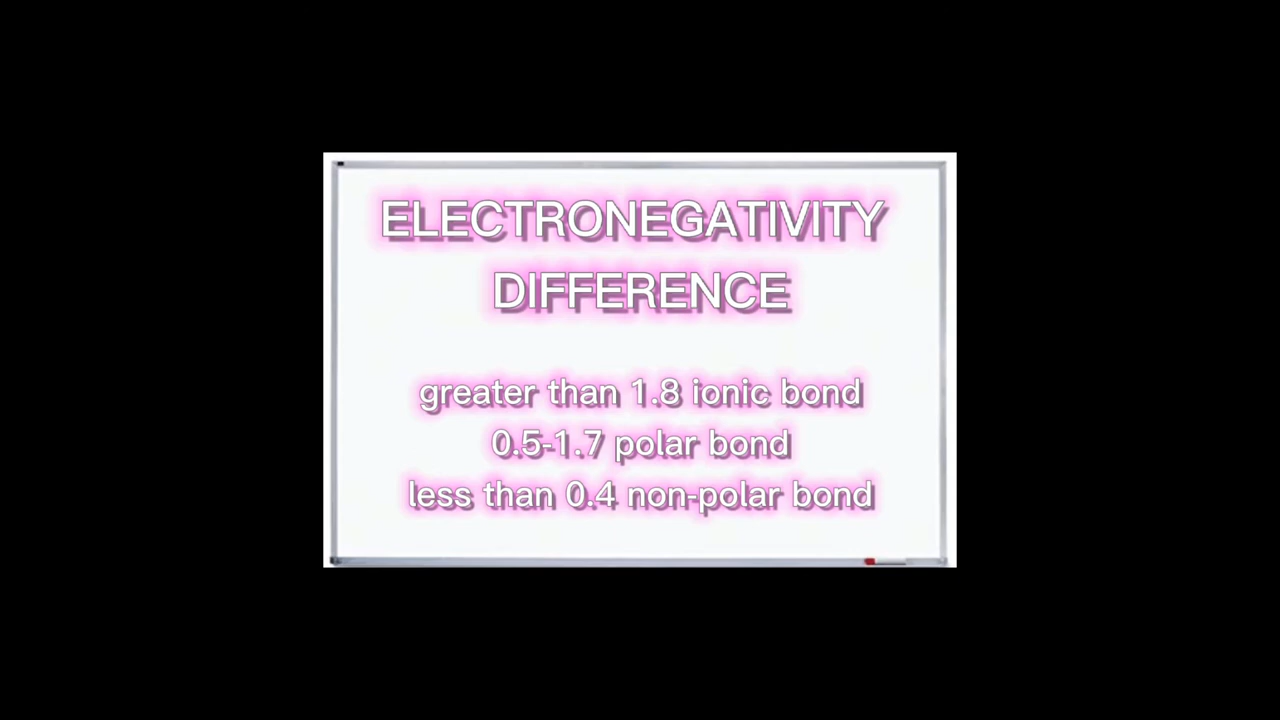 ELECTRONEGATIVITY
DIFFERENCE
greater than 1.8 ionic bond
0.5-1.7 polar bond
less than 0.4 non-polar bond